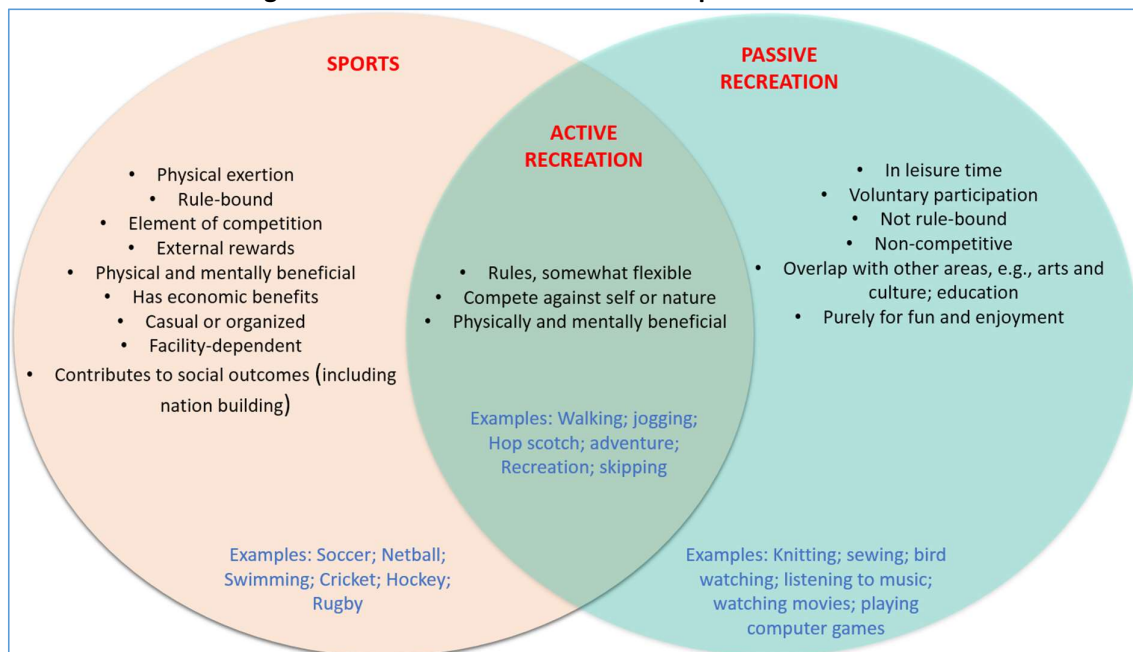 SPORTS
• Physical exertion
• Rule-bound
• Element of competition
• External rewards
• Physical and mentally beneficial
• Has economic benefits
• Casual or organized
• Facility-dependent
• Contributes to social outcomes (including
nation building)
Examples: Soccer; Netball;
Swimming; Cricket; Hockey;
Rugby
ACTIVE
RECREATION
• Rules, somewhat flexible
• Compete against self or nature
• Physically and mentally beneficial
Examples: Walking; jogging;
Hop scotch; adventure;
Recreation; skipping
PASSIVE
RECREATION
• In leisure time
• Voluntary participation
• Not rule-bound
• Non-competitive
• Overlap with other areas, e.g., arts and
culture; education
• Purely for fun and enjoyment
Examples: Knitting; sewing; bird
watching; listening to music;
watching movies; playing
computer games